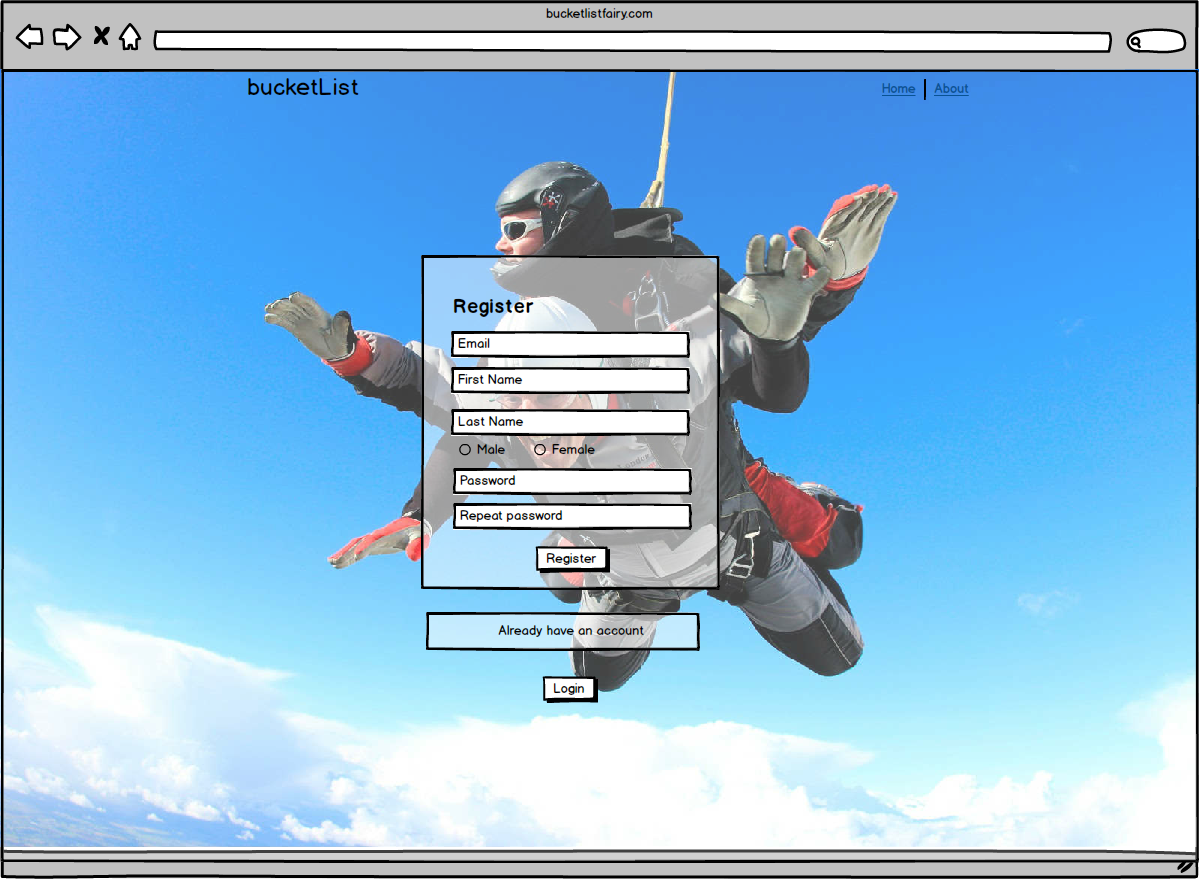 bucketlistfairy.com
bucketList
Home
About
Register
Email
First Name
Last Name
Male Female
Password
Repeat password
Register
Already have an account
Login